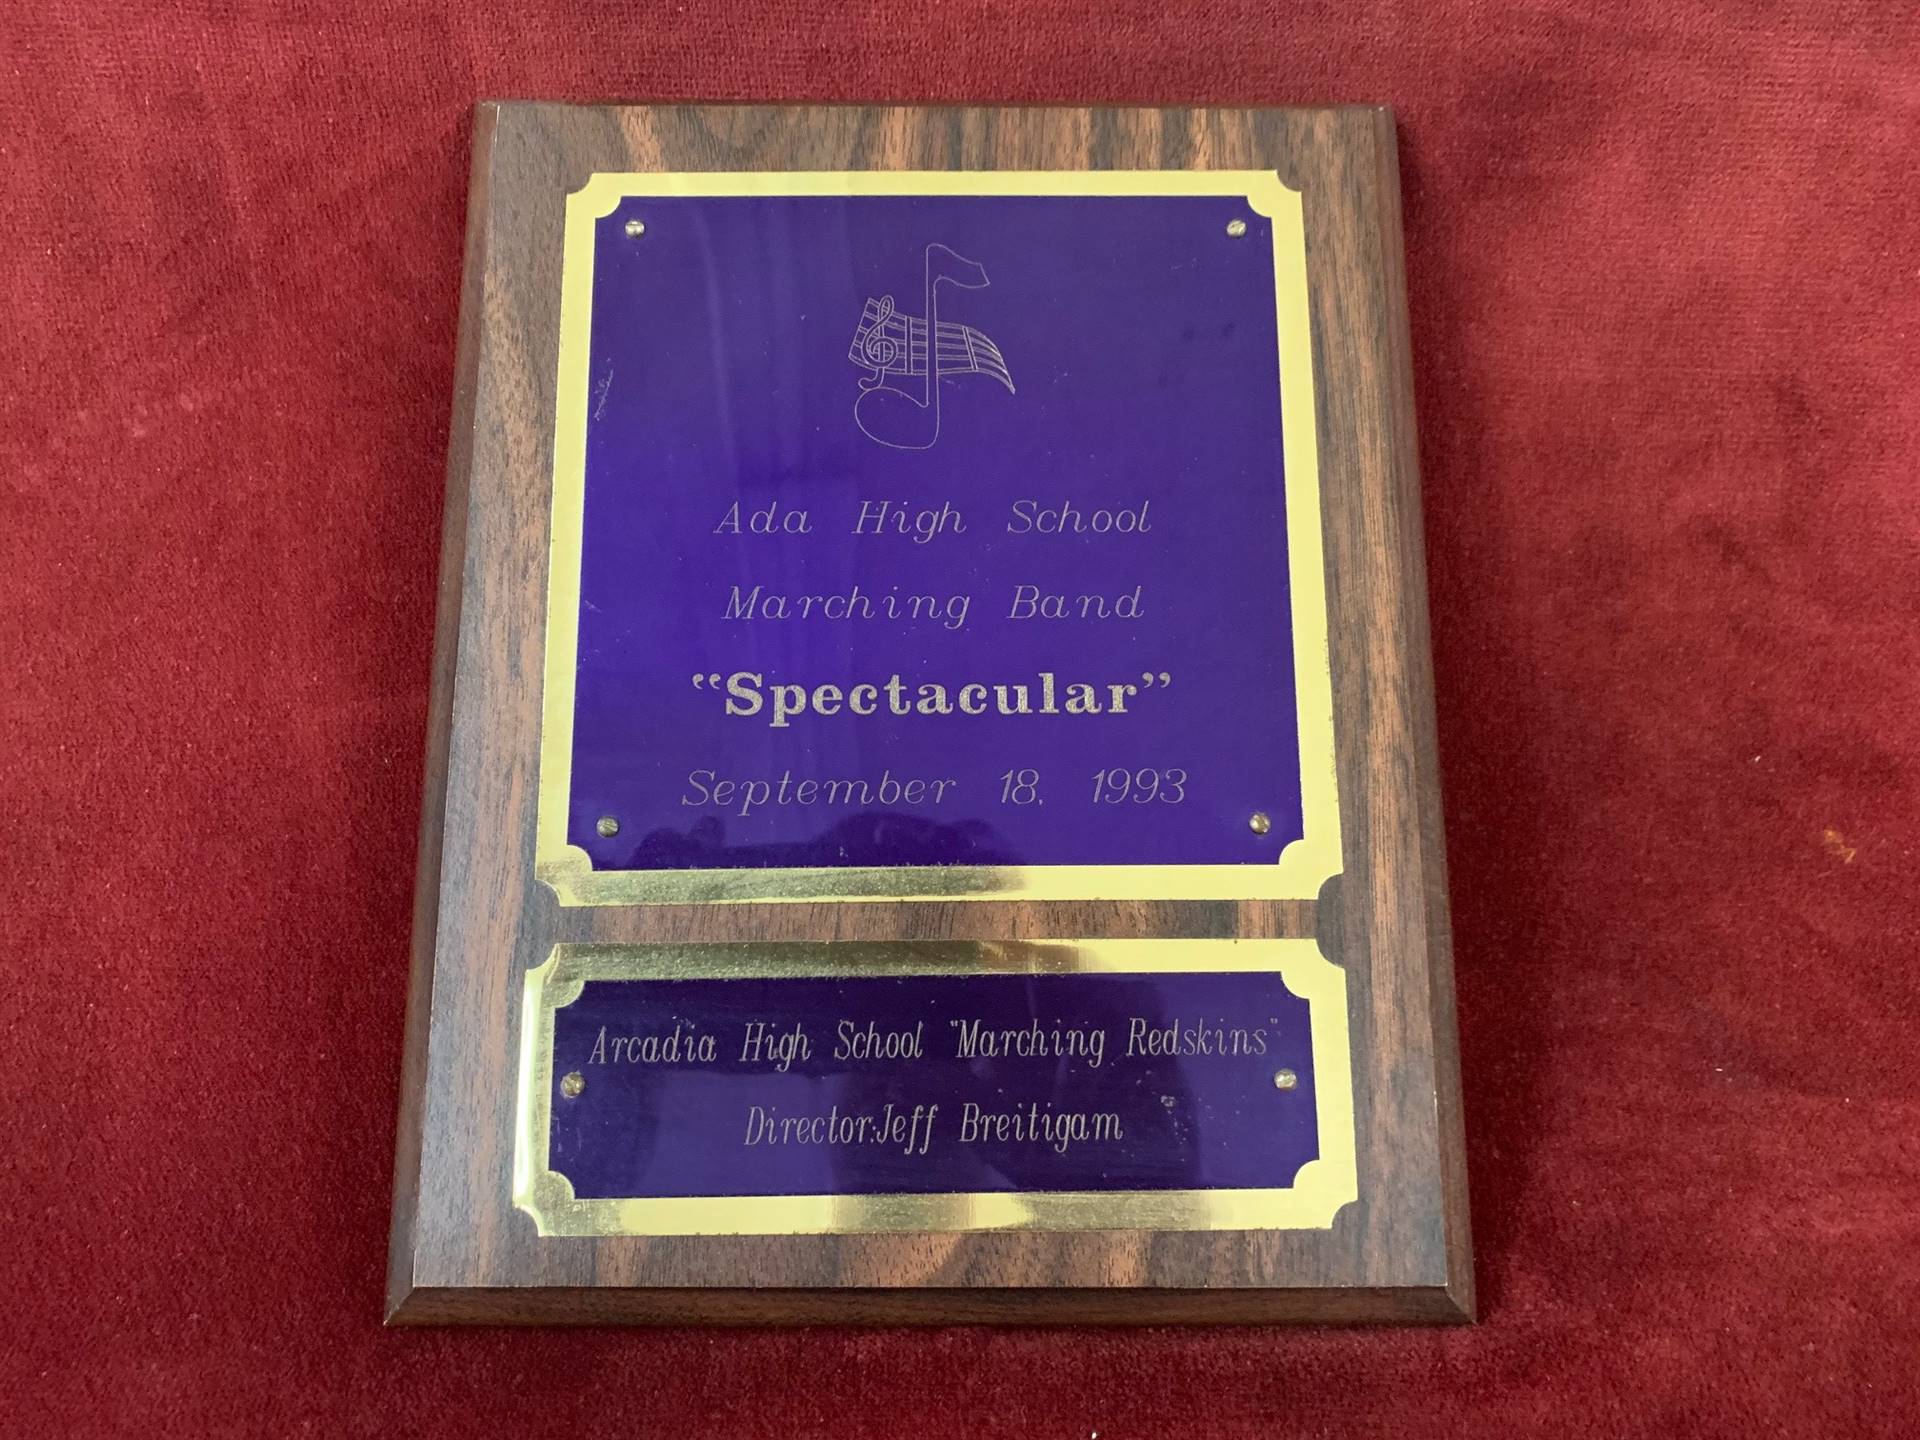 Ada High School
Marching Band
“Spectacular”
September 18, 1993
Arcadia High School "Marching Redskins"
Director:Jeff Breitigam